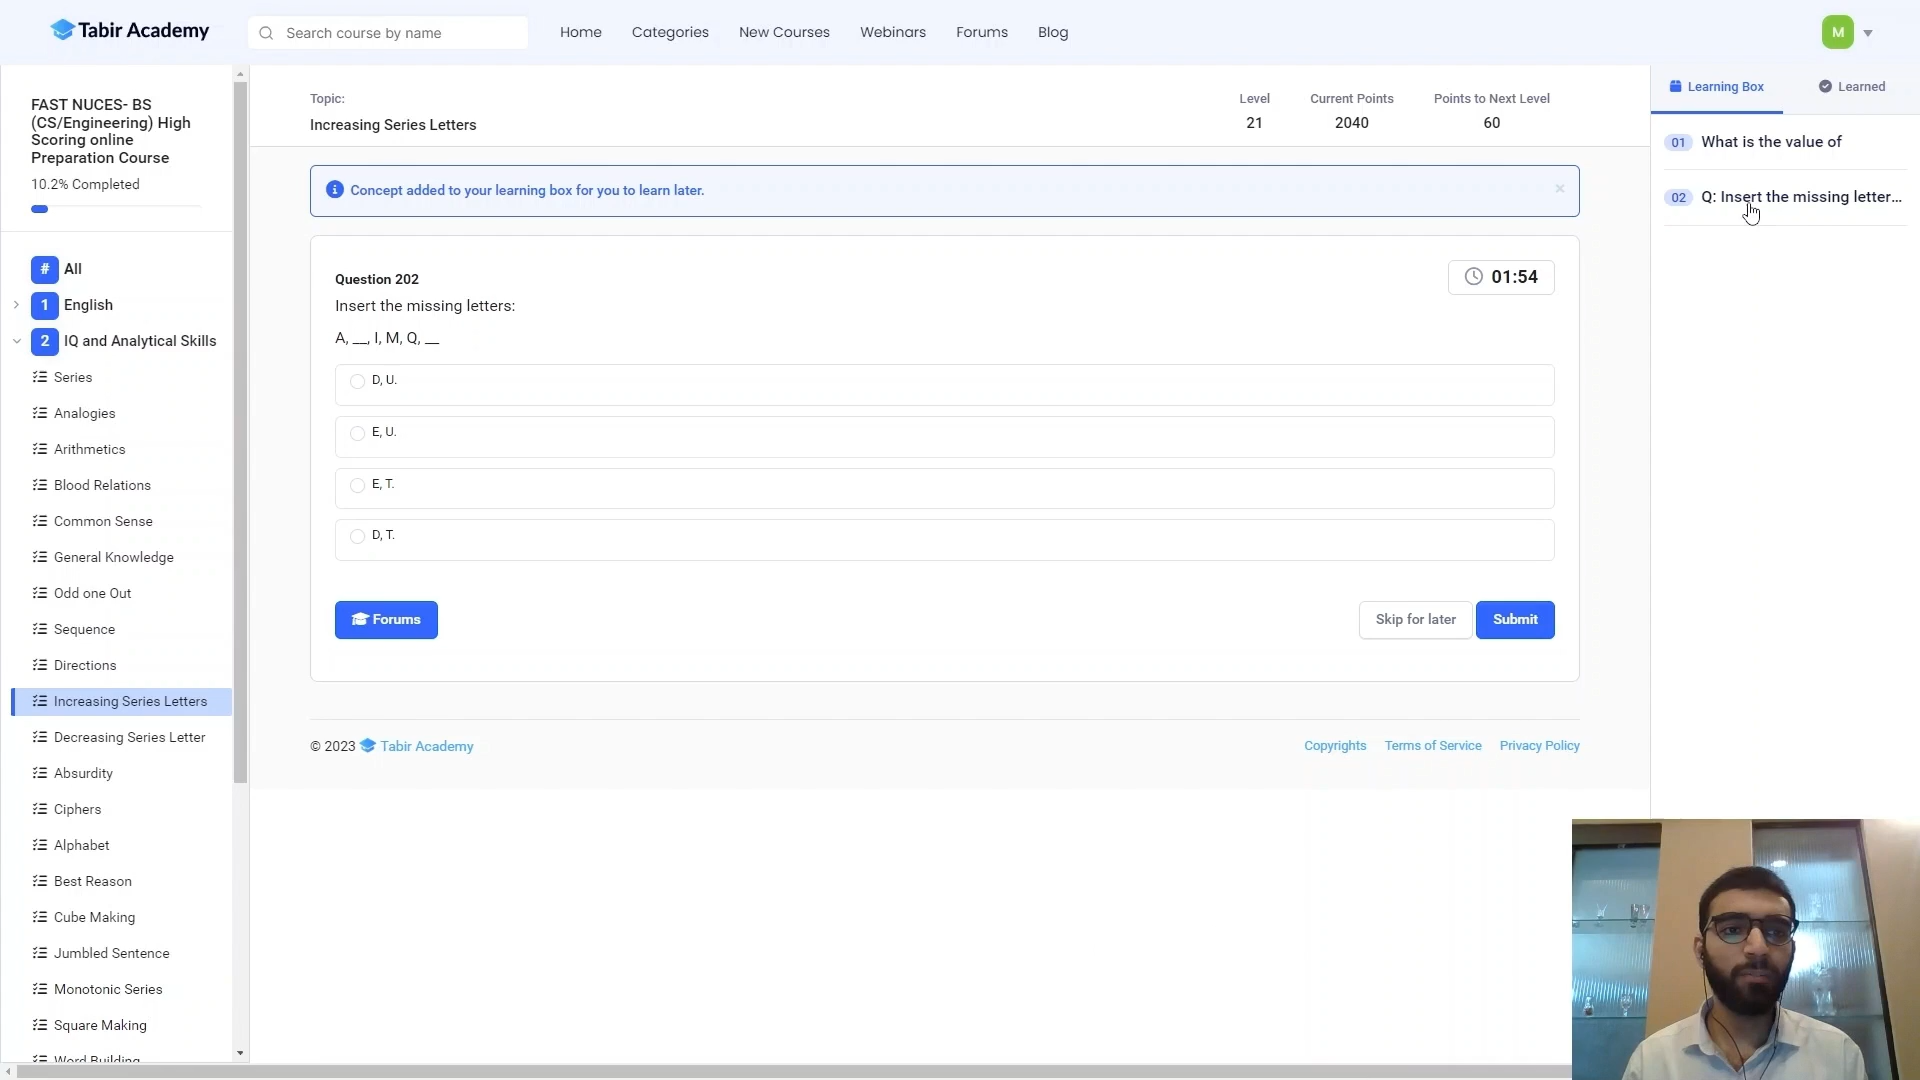 Tabir Academy
Search course by name
Home
Categories
New Courses
Webinars
Forums
Blog
M
FAST NUCES- BS
(CS/Engineering) High
Scoring online
Preparation Course
10.2% Completed
# All
1 English
2 IQ and Analytical Skills
Series
Analogies
Arithmetics
Blood Relations
Common Sense
General Knowledge
Odd one Out
Sequence
Directions
Increasing Series Letters
Decreasing Series Letter
Absurdity
Ciphers
Alphabet
Best Reason
Cube Making
Jumbled Sentence
Monotonic Series
Square Making
Word Building
Topic:
Increasing Series Letters
Level
21
Current Points
2040
Points to Next Level
60
Concept added to your learning box for you to learn later.
Question 202
01:54
Insert the missing letters:
A, __, I, M, Q, __
D, U.
E, U.
E, T.
D, T.
Forums
Skip for later
Submit
© 2023 Tabir Academy
Copyrights
Terms of Service
Privacy Policy
Learning Box
Learned
01 What is the value of
02 Q: Insert the missing letter...